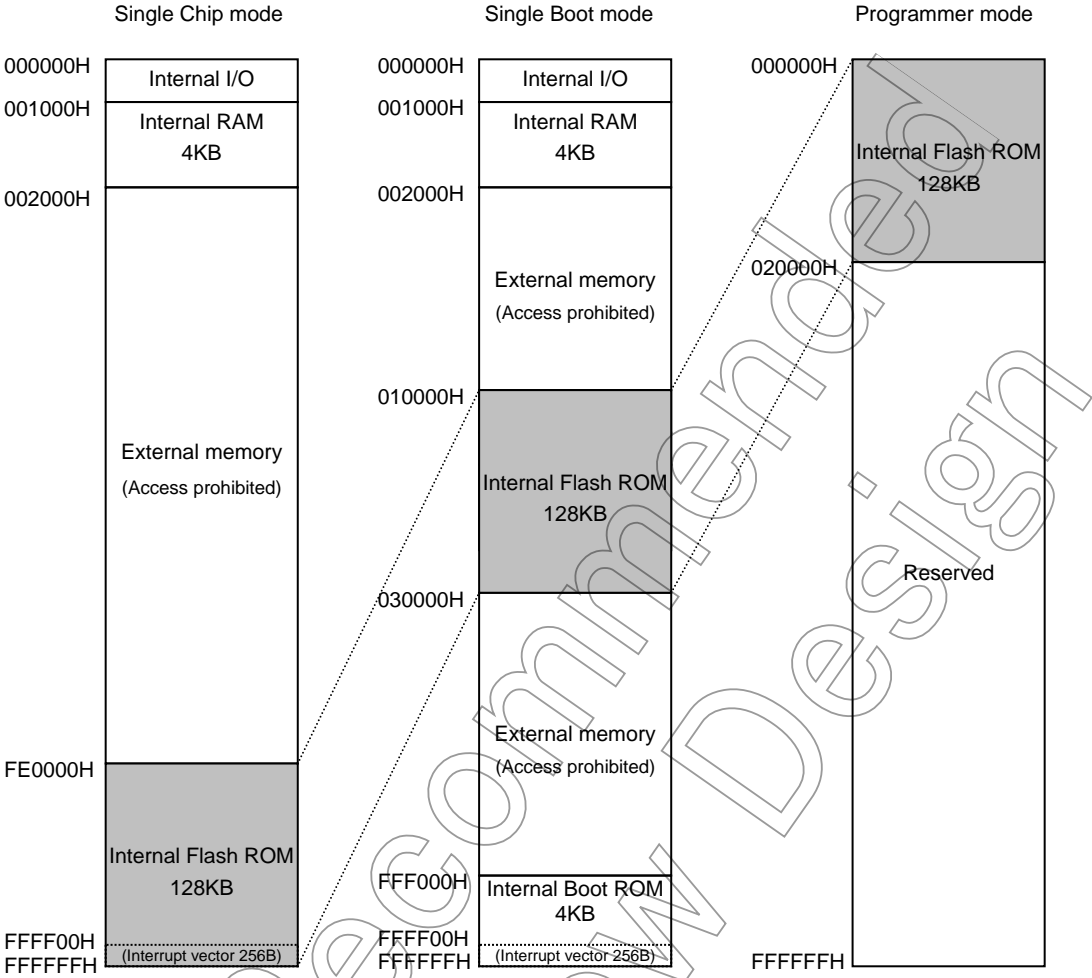 Single Chip mode
000000H
Internal I/O
001000H
Internal RAM
4KB
002000H
External memory
(Access prohibited)
FE0000H
Internal Flash ROM
128KB
FFFF00H
(Interrupt vector 256B)
FFFFFFH
Single Boot mode
000000H
Internal I/O
001000H
Internal RAM
4KB
002000H
External memory
(Access prohibited)
010000H
Internal Flash ROM
128KB
030000H
External memory
(Access prohibited)
FFF000H
Internal Boot ROM
4KB
FFFF00H
(Interrupt vector 256B)
FFFFFFH
Programmer mode
000000H
Internal Flash ROM
128KB
020000H
Reserved
FFFFFFH
ecommended
w Design